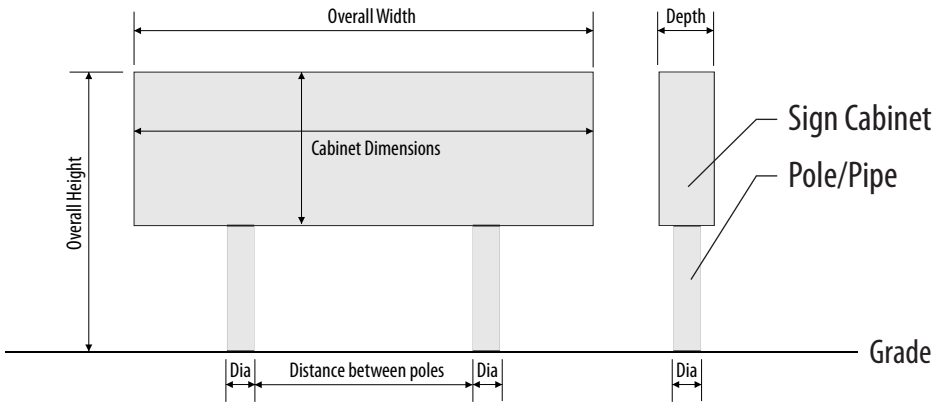 Overall Width
Depth
Sign Cabinet
Cabinet Dimensions
Pole/Pipe
Overall Height
Grade
Dia
Distance between poles
Dia
Dia